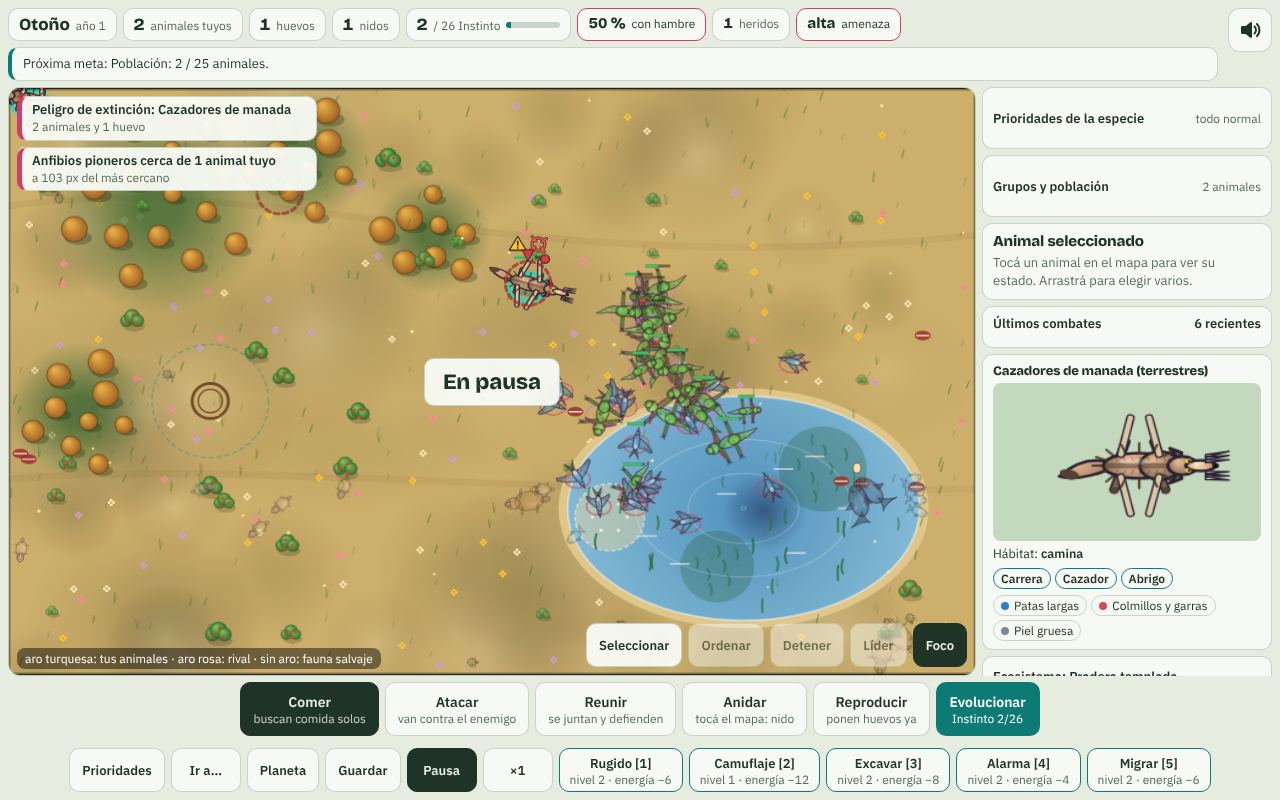 Otoño año 1
2 animales tuyos
1 huevos
1 nidos
2 / 26 Instinto
50 % con hambre
1 heridos
alta amenaza
Próxima meta: Población: 2 / 25 animales.
Peligro de extinción: Cazadores de manada
2 animales y 1 huevo
Anfibios pioneros cerca de 1 animal tuyo
a 103 px del más cercano
En pausa
aro turquesa: tus animales · aro rosa: rival · sin aro: fauna salvaje
Seleccionar
Ordenar
Detener
Líder
Foco
Prioridades de la especie todo normal
Grupos y población 2 animales
Animal seleccionado
Tocá un animal en el mapa para ver su
estado. Arrastrá para elegir varios.
Últimos combates 6 recientes
Cazadores de manada (terrestres)
Hábitat: camina
Carrera Cazador Abrigo
Patas largas Colmillos y garras
Piel gruesa
Ecosistema: Pradera templada
Comer
buscan comida solos
Atacar
van contra el enemigo
Reunir
se juntan y defienden
Anidar
tocá el mapa: nido
Reproducir
ponen huevos ya
Evolucionar
Instinto 2/26
Prioridades
Ir a...
Planeta
Guardar
Pausa
×1
Rugido [1]
nivel 2 · energía −6
Camuflaje [2]
nivel 1 · energía −12
Excavar [3]
nivel 2 · energía −8
Alarma [4]
nivel 2 · energía −4
Migrar [5]
nivel 2 · energía −6